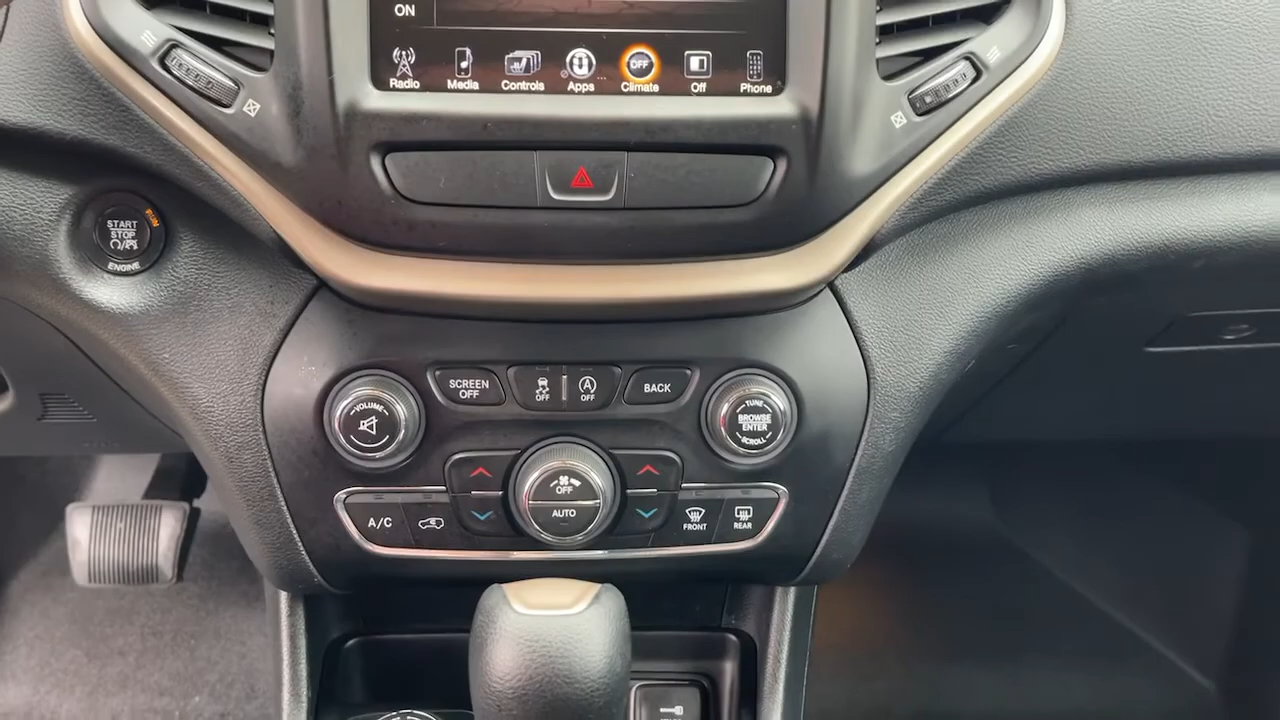 ON
Radio
Media
Controls
Apps
OFF
Climate
Off
Phone
START
STOP
ENGINE
SCREEN
OFF
OFF
A
OFF
BACK
VOLUME
TUNE
BROWSE
ENTER
SCROLL
OFF
AUTO
A/C
FRONT
REAR